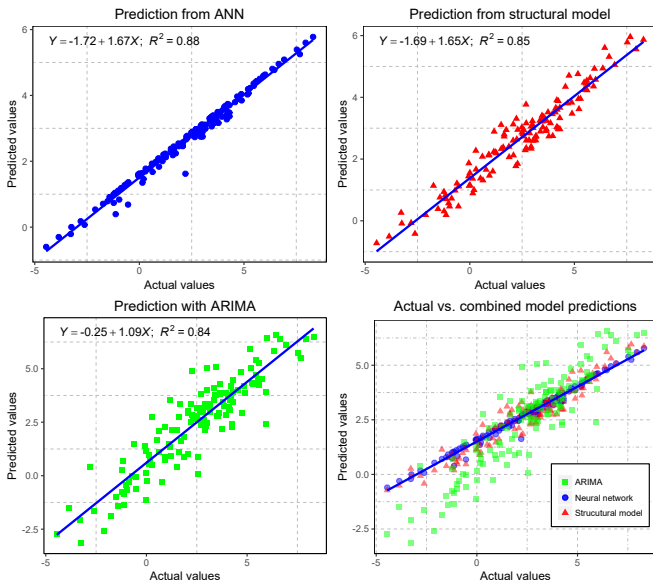 Prediction from ANN
Y=-1.72+1.67X; R²=0.88
Predicted values
6
4
2
0
-5
0
5
Actual values
Prediction from structural model
Y=-1.69+1.65X; R²=0.85
Predicted values
6
4
2
0
-5
0
5
Actual values
Prediction with ARIMA
Y=-0.25+1.09X; R²=0.84
Predicted values
5.0
2.5
0.0
-2.5
-5
0
5
Actual values
Actual vs. combined model predictions
Predicted values
5.0
2.5
0.0
-2.5
ARIMA
Neural network
Strucutural model
-5
0
5
Actual values